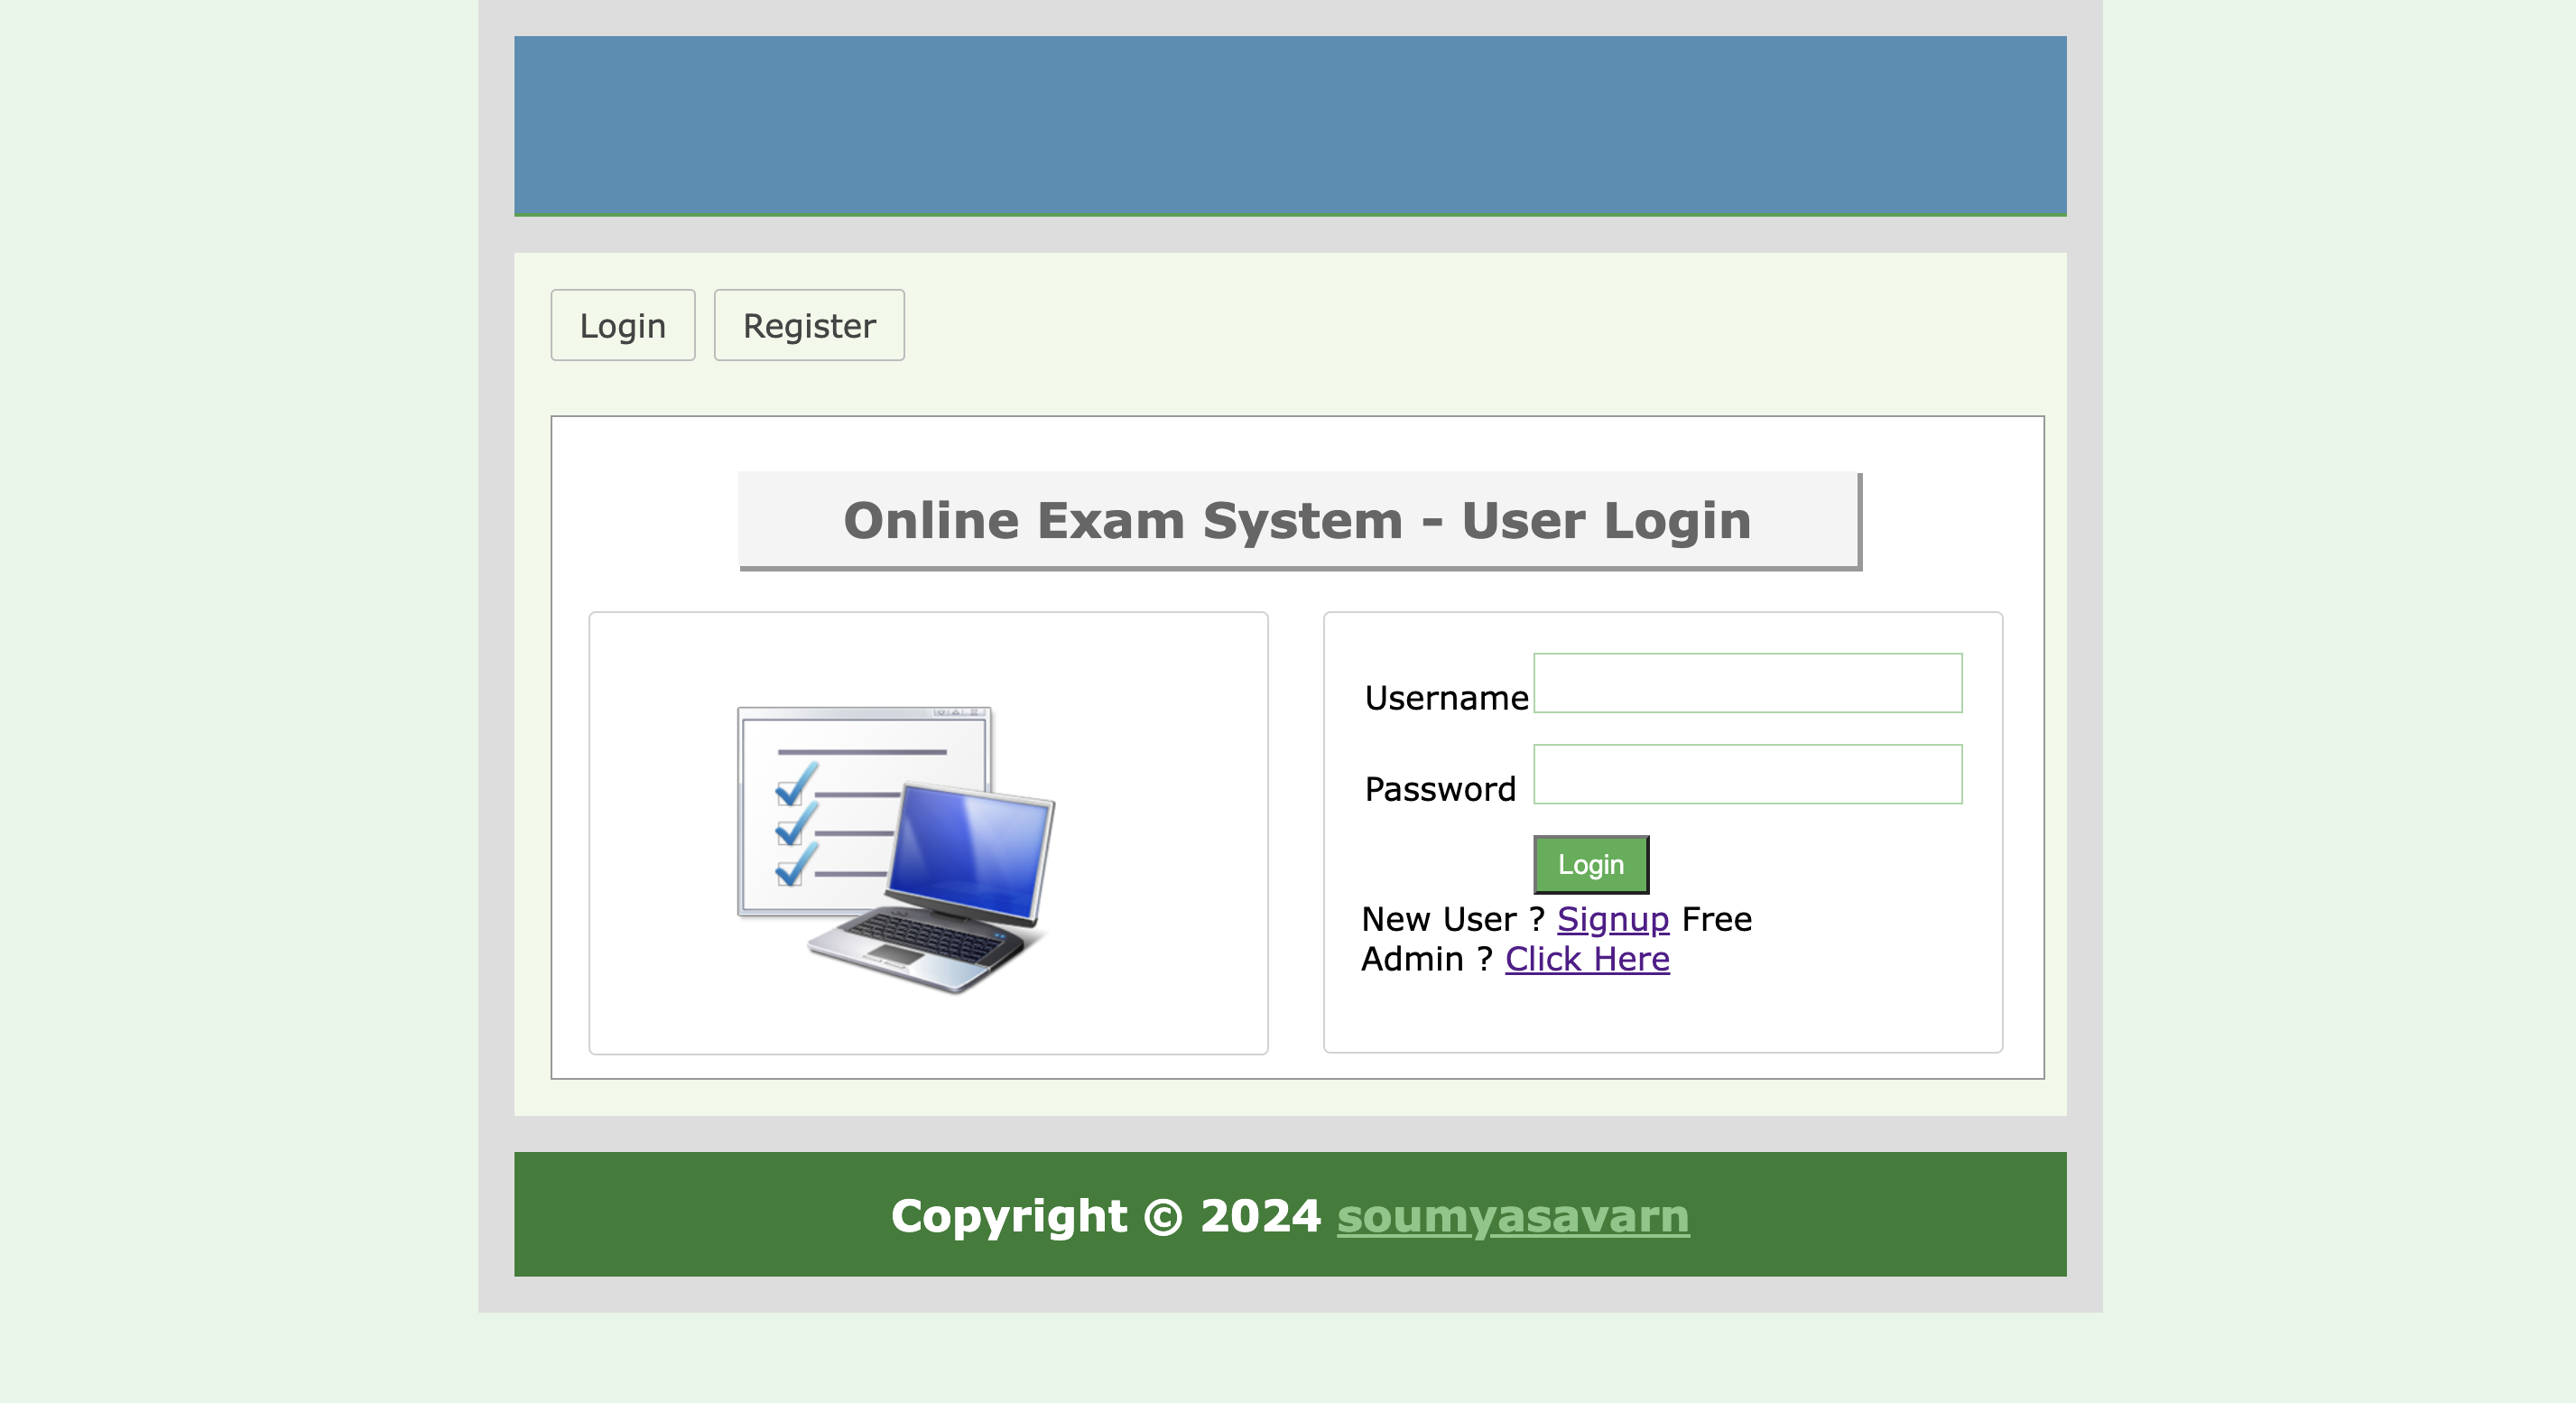 Login Register
Online Exam System - User Login
Username
Password
Login
New User ? Signup Free
Admin ? Click Here
Copyright © 2024 soumyasavarn